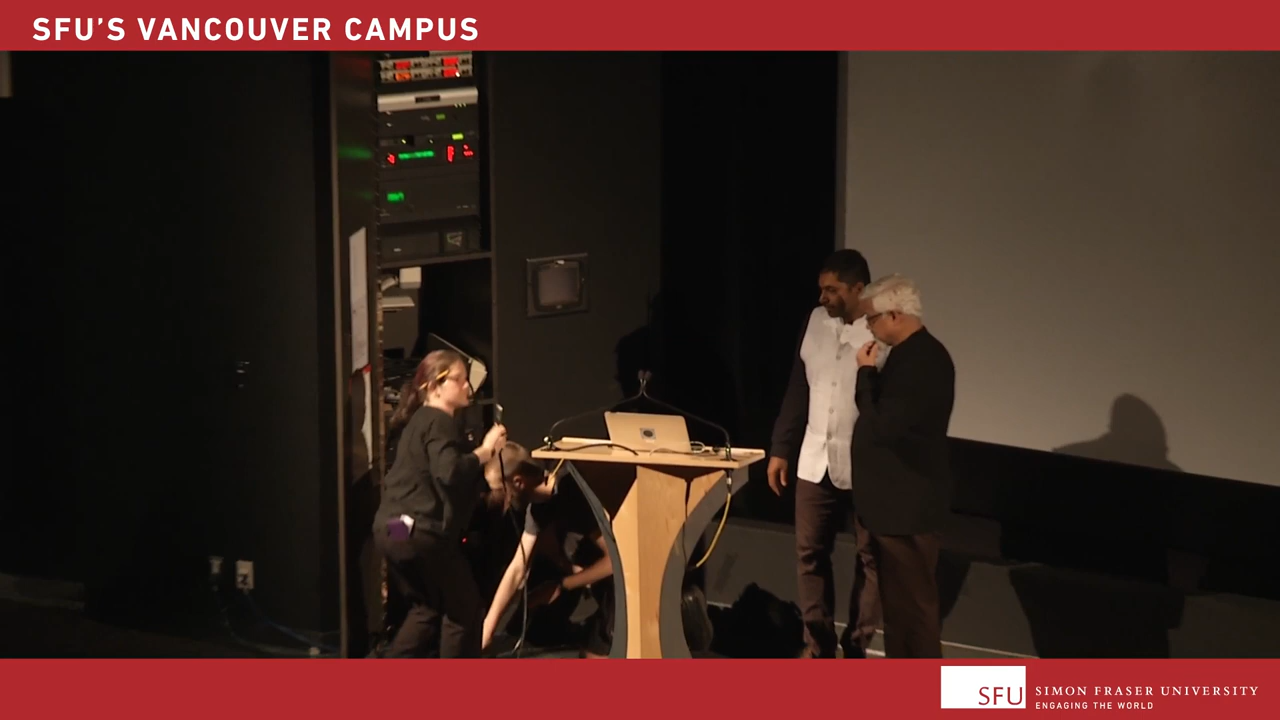 SFU'S VANCOUVER CAMPUS
SFU
SIMON FRASER UNIVERSITY
ENGAGING THE WORLD